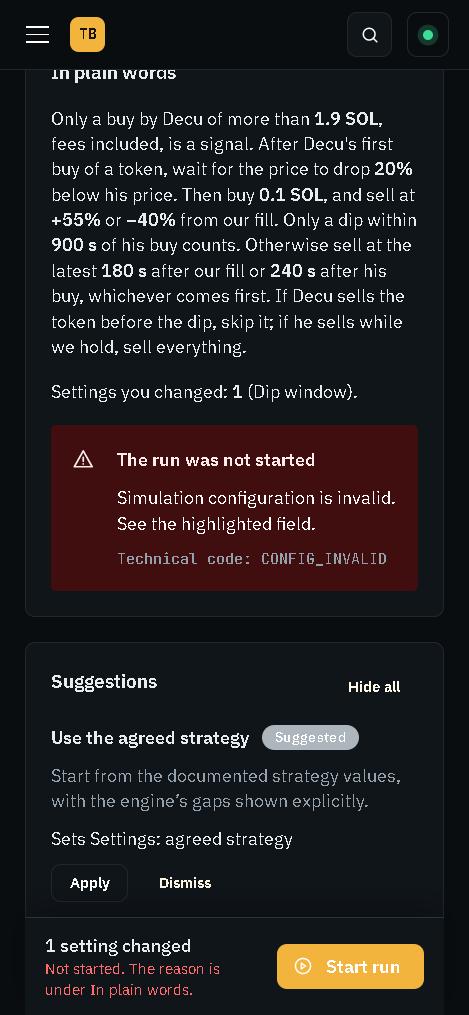 TB
In plain words
Only a buy by Decu of more than 1.9 SOL,
fees included, is a signal. After Decu's first
buy of a token, wait for the price to drop 20%
below his price. Then buy 0.1 SOL, and sell at
+55% or −40% from our fill. Only a dip within
900 s of his buy counts. Otherwise sell at the
latest 180 s after our fill or 240 s after his
buy, whichever comes first. If Decu sells the
token before the dip, skip it; if he sells while
we hold, sell everything.
Settings you changed: 1 (Dip window).
The run was not started
Simulation configuration is invalid.
See the highlighted field.
Technical code: CONFIG_INVALID
Suggestions
Hide all
Use the agreed strategy Suggested
Start from the documented strategy values,
with the engine’s gaps shown explicitly.
Sets Settings: agreed strategy
Apply Dismiss
1 setting changed
Not started. The reason is
under In plain words.
Start run